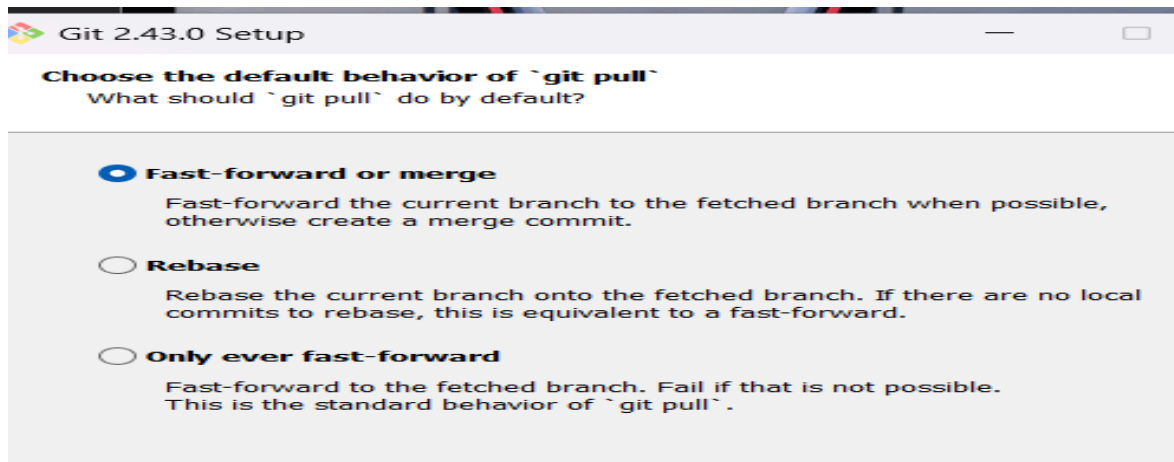 Git 2.43.0 Setup
Choose the default behavior of `git pull`
What should `git pull` do by default?
Fast-forward or merge
Fast-forward the current branch to the fetched branch when possible,
otherwise create a merge commit.
Rebase
Rebase the current branch onto the fetched branch. If there are no local
commits to rebase, this is equivalent to a fast-forward.
Only ever fast-forward
Fast-forward to the fetched branch. Fail if that is not possible.
This is the standard behavior of `git pull`.